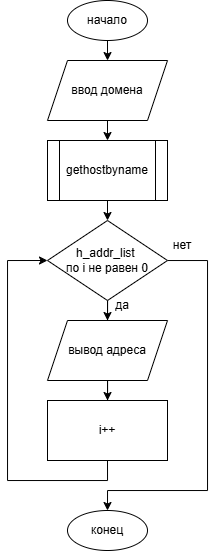 начало
ввод домена
gethostbyname
h_addr_list
по i не равен 0
нет
да
вывод адреса
i++
конец